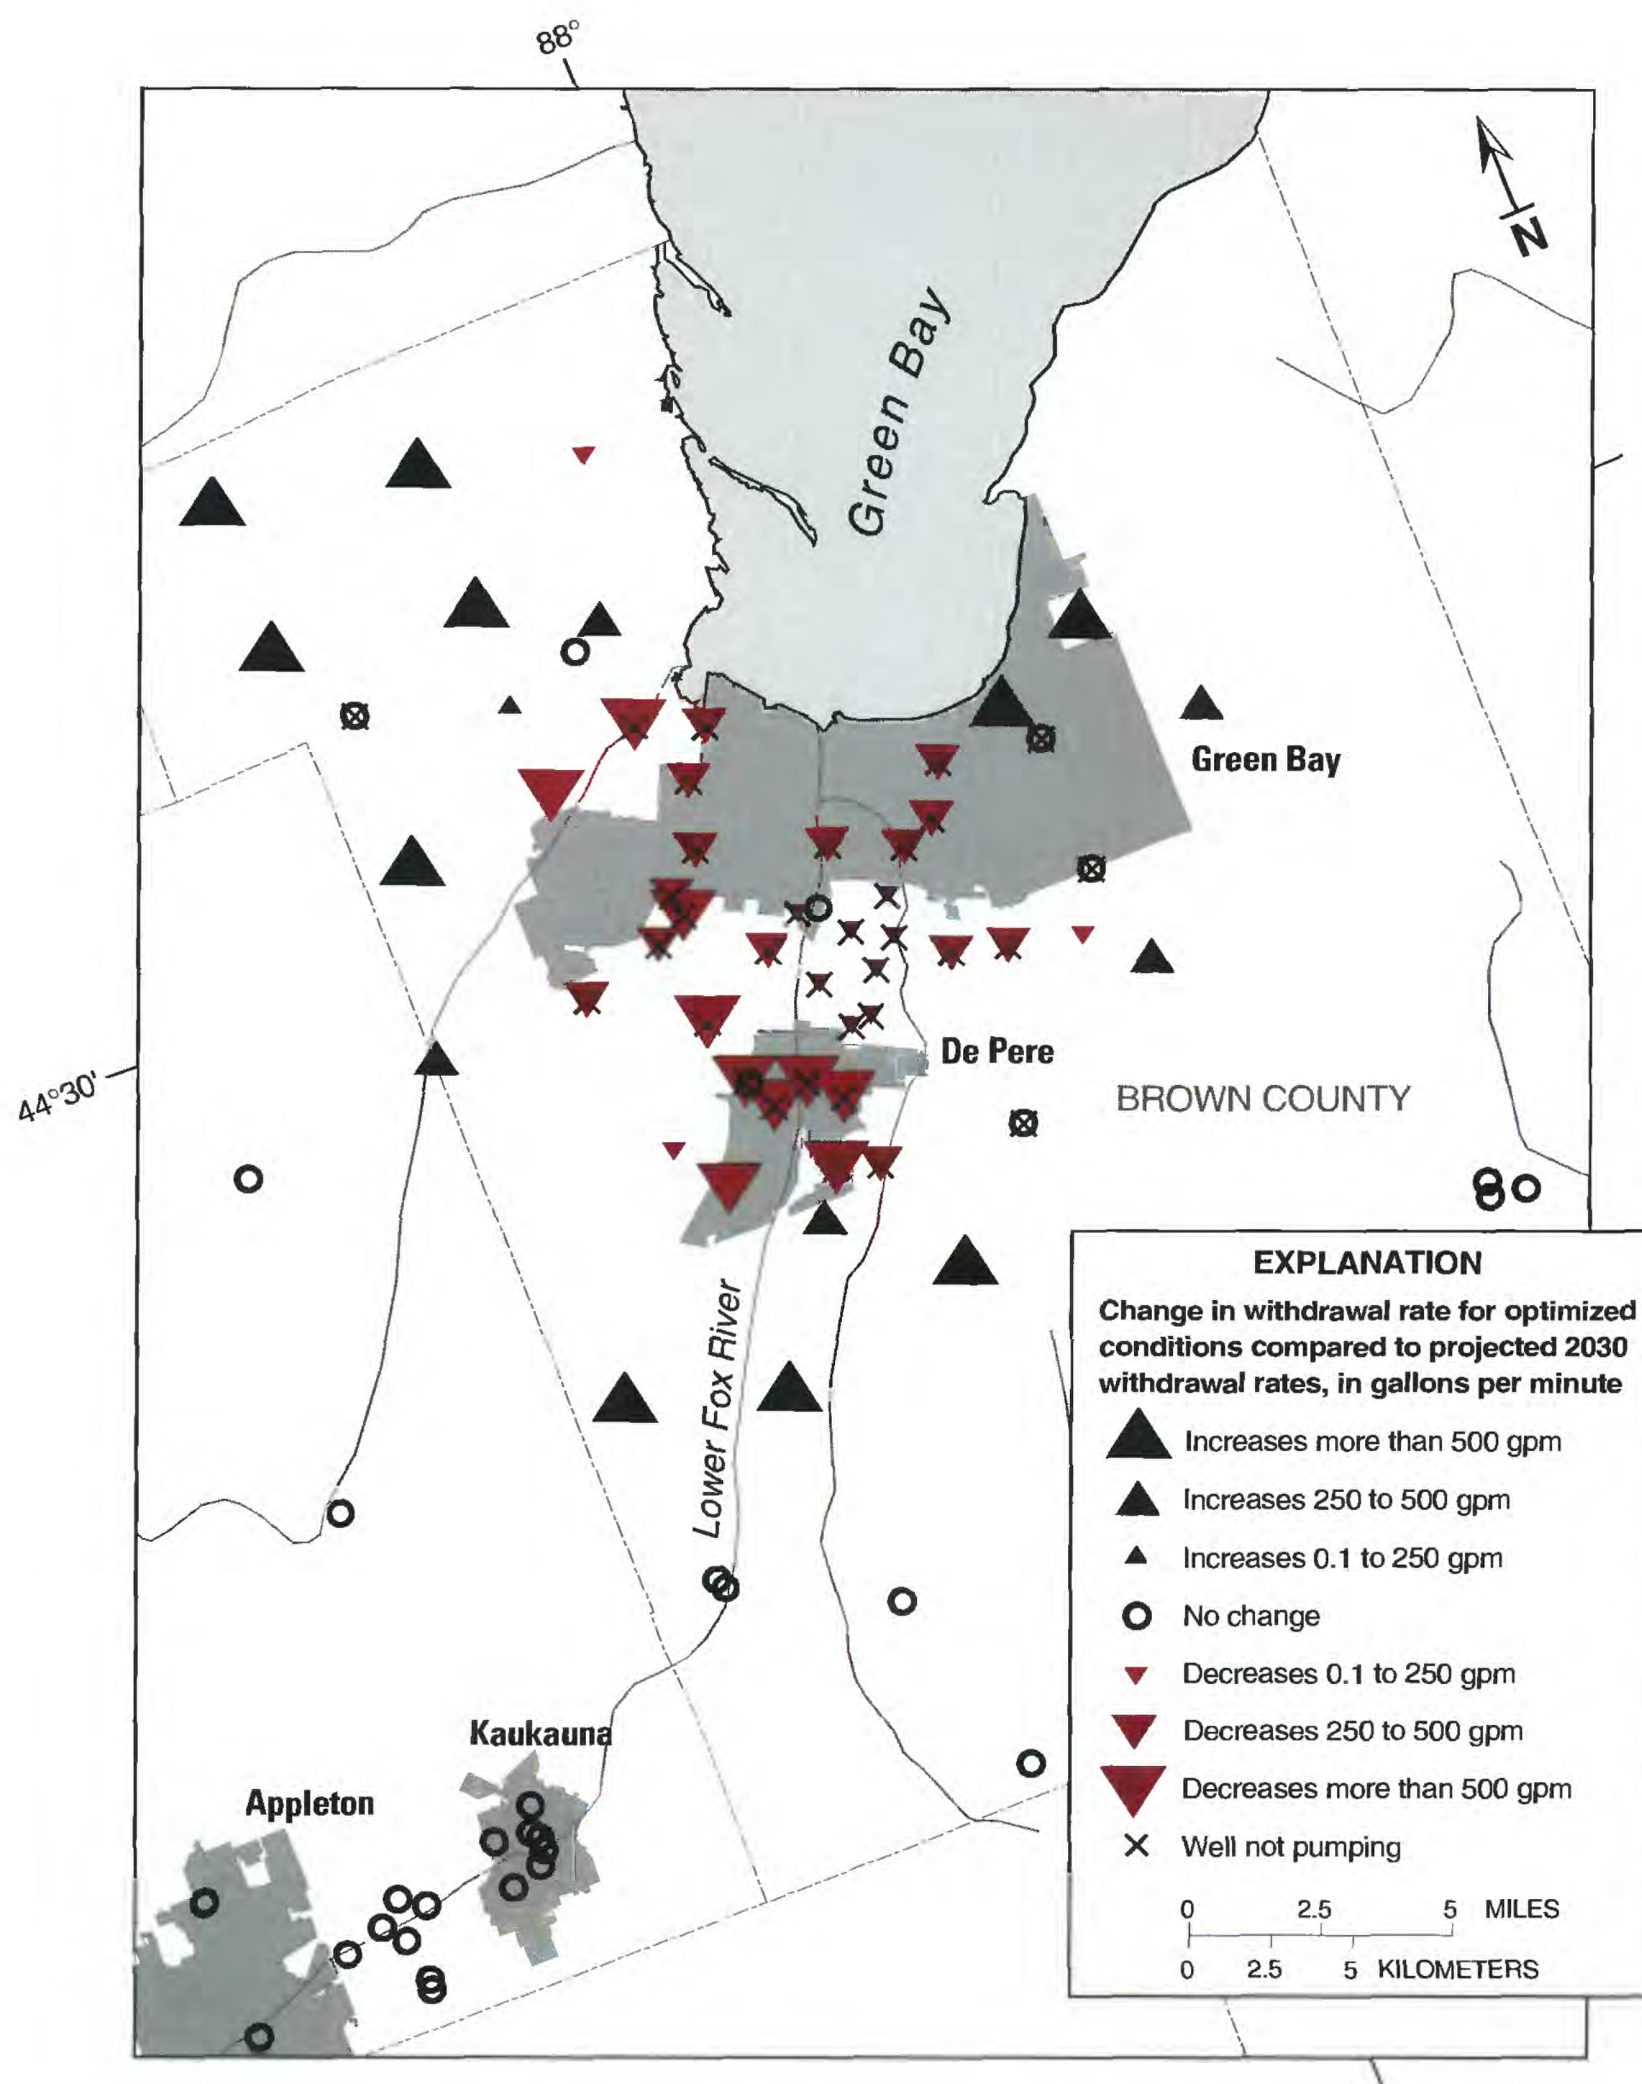 88°
N
Green Bay
Green Bay
De Pere
BROWN COUNTY
44°30'
Lower Fox River
Kaukauna
Appleton
EXPLANATION
Change in withdrawal rate for optimized
conditions compared to projected 2030
withdrawal rates, in gallons per minute
Increases more than 500 gpm
Increases 250 to 500 gpm
Increases 0.1 to 250 gpm
No change
Decreases 0.1 to 250 gpm
Decreases 250 to 500 gpm
Decreases more than 500 gpm
Well not pumping
0 2.5 5 MILES
0 2.5 5 KILOMETERS